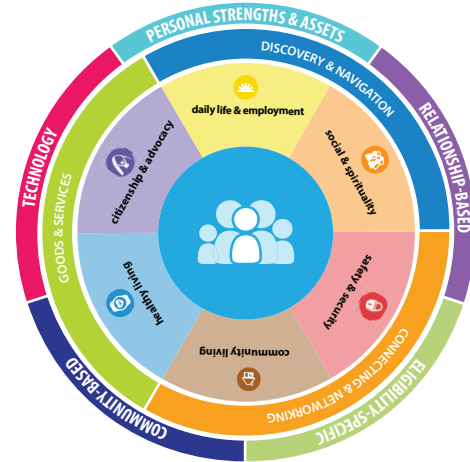 PERSONAL STRENGTHS & ASSETS
RELATIONSHIP-BASED
ELIGIBILITY-SPECIFIC
COMMUNITY-BASED
TECHNOLOGY
DISCOVERY & NAVIGATION
CONNECTING & NETWORKING
GOODS & SERVICES
daily life & employment
social & spirituality
safety & security
community living
healthy living
citizenship & advocacy